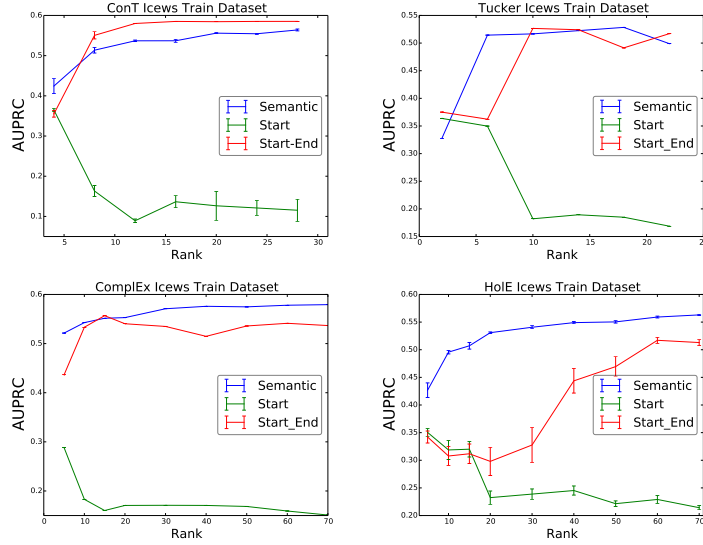 ConT Icews Train Dataset
0.6
0.5
0.4
0.3
0.2
0.1
AUPRC
Semantic
Start
Start-End
5 10 15 20 25 30
Rank
Tucker Icews Train Dataset
0.55
0.50
0.45
0.40
0.35
0.30
0.25
0.20
0.15
AUPRC
Semantic
Start
Start_End
0 5 10 15 20
Rank
ComplEx Icews Train Dataset
0.6
0.5
0.4
0.3
0.2
AUPRC
Semantic
Start
Start_End
0 10 20 30 40 50 60 70
Rank
HolE Icews Train Dataset
0.60
0.55
0.50
0.45
0.40
0.35
0.30
0.25
0.20
AUPRC
Semantic
Start
Start_End
10 20 30 40 50 60 70
Rank